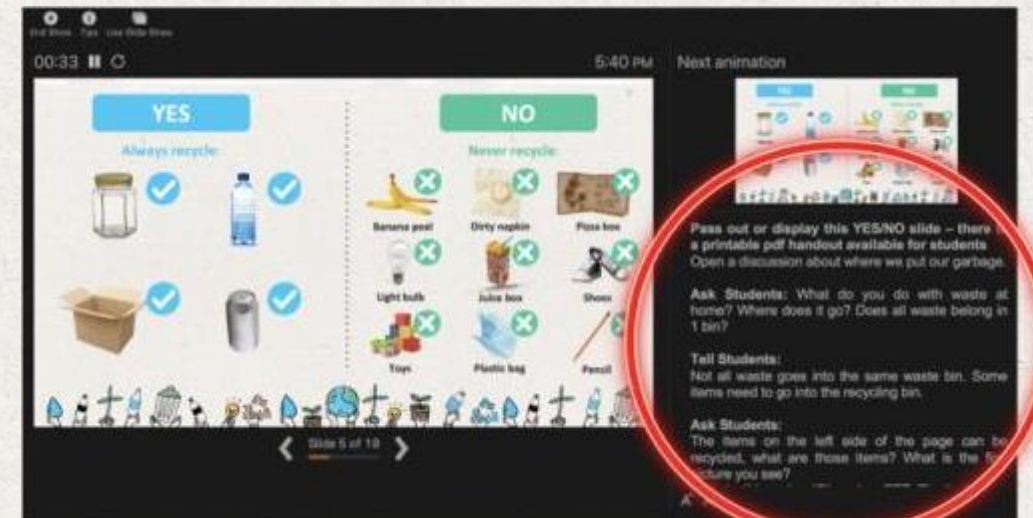 End Show Tips Use Slide Show
00:33
5:40 PM
Next animation
YES
NO
Always recycle:
Never recycle:
Banana peel
Dirty napkin
Pizza box
Light bulb
Juice box
Shoes
Toys
Plastic bag
Pencil
Slide 5 of 19
YES
NO
Pass out or display this YES/NO slide – there
a printable pdf handout available for students
Open a discussion about where we put our garbage.
Ask Students: What do you do with waste at
home? Where does it go? Does all waste belong in
1 bin?
Tell Students:
Not all waste goes into the same waste bin. Some
items need to go into the recycling bin.
Ask Students:
The items on the left side of the page can be
recycled, what are those items? What is the
picture you see?